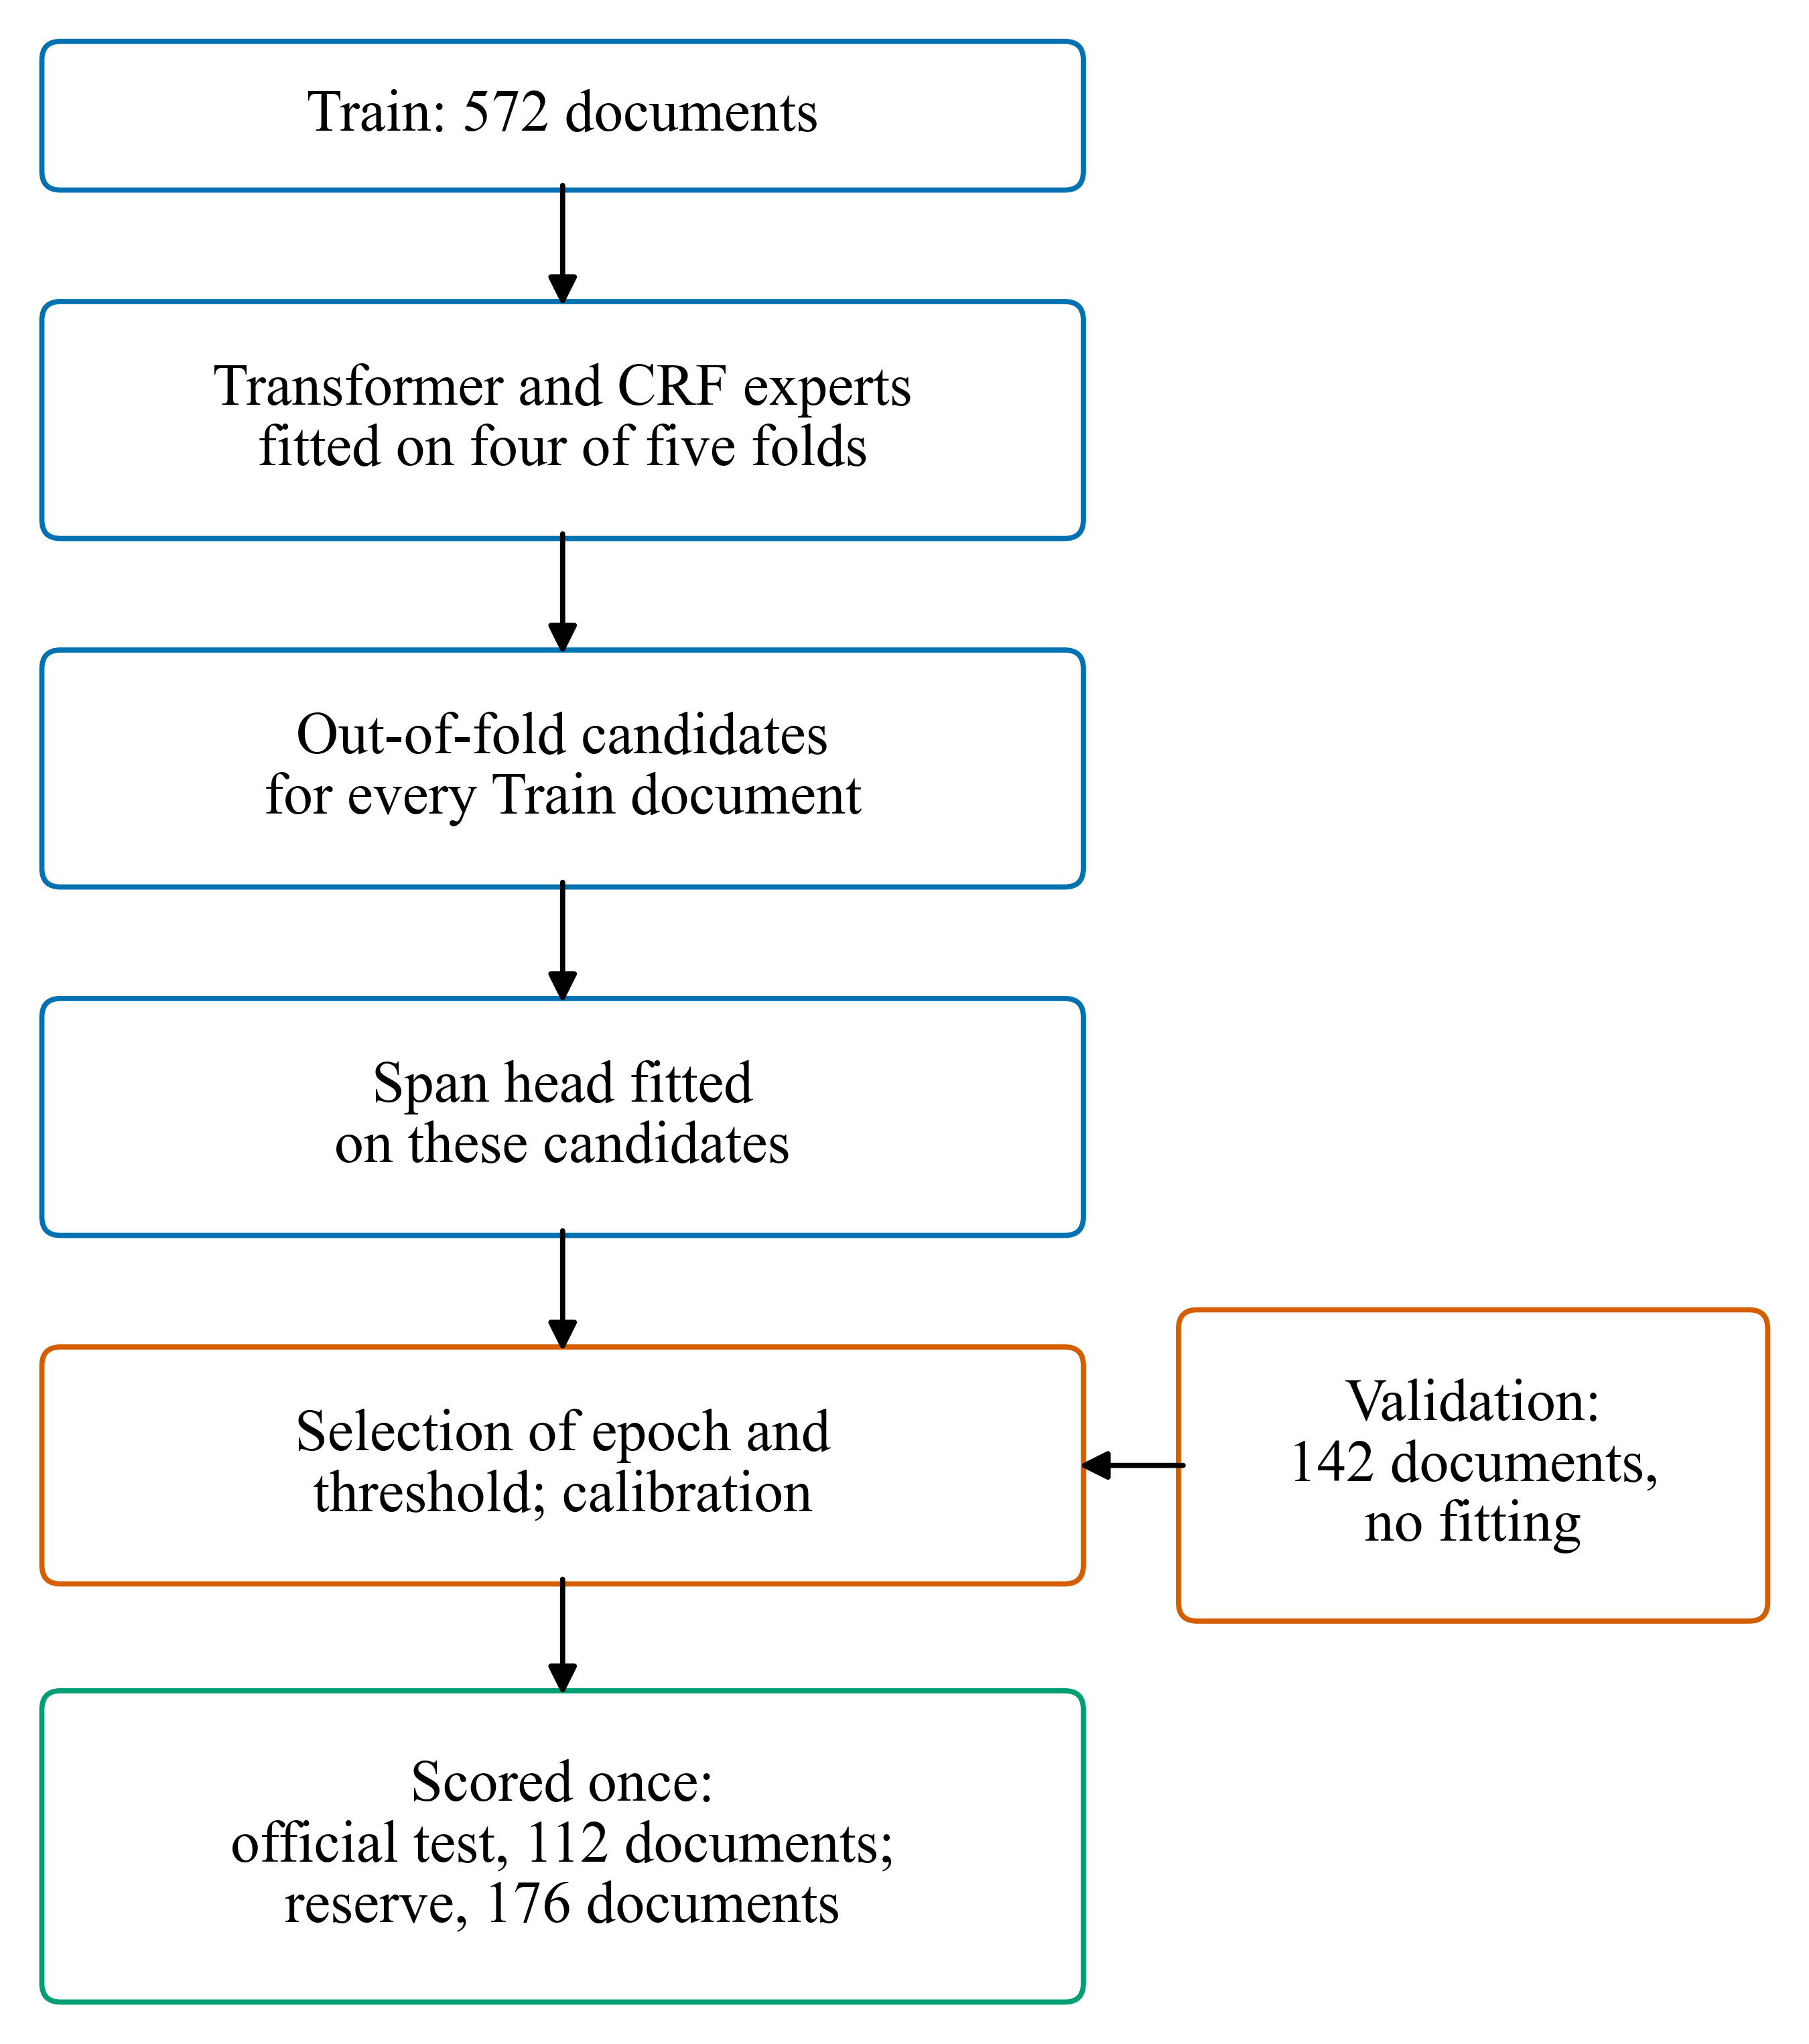 Train: 572 documents
Transformer and CRF experts
fitted on four of five folds
Out-of-fold candidates
for every Train document
Span head fitted
on these candidates
Selection of epoch and
threshold; calibration
Validation:
142 documents,
no fitting
Scored once:
official test, 112 documents;
reserve, 176 documents